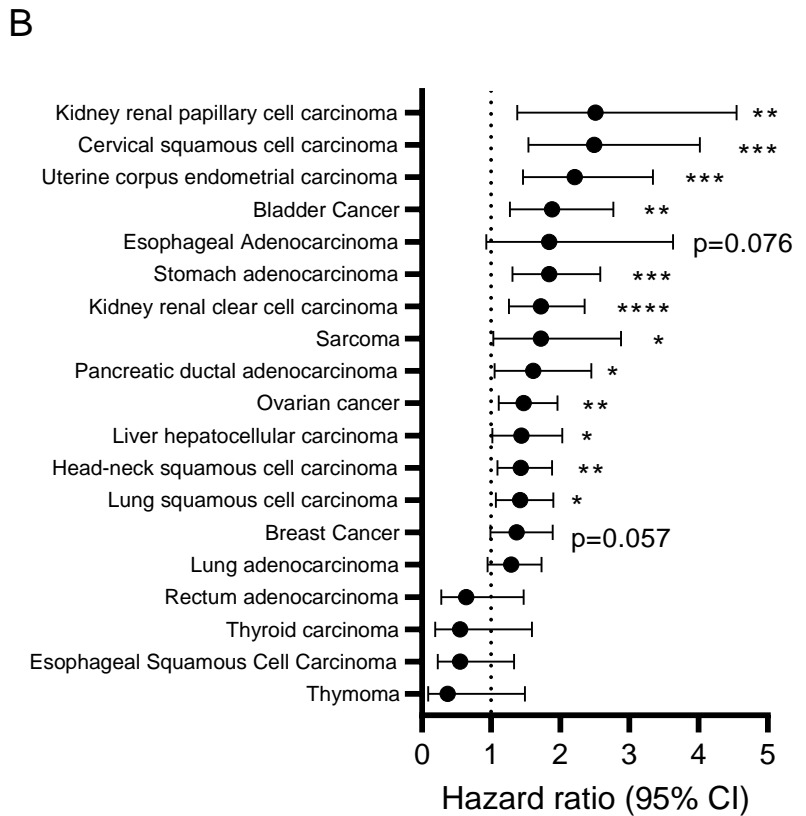 B
Kidney renal papillary cell carcinoma **
Cervical squamous cell carcinoma ***
Uterine corpus endometrial carcinoma ***
Bladder Cancer **
Esophageal Adenocarcinoma p=0.076
Stomach adenocarcinoma ***
Kidney renal clear cell carcinoma ****
Sarcoma *
Pancreatic ductal adenocarcinoma *
Ovarian cancer **
Liver hepatocellular carcinoma *
Head-neck squamous cell carcinoma **
Lung squamous cell carcinoma *
Breast Cancer p=0.057
Lung adenocarcinoma
Rectum adenocarcinoma
Thyroid carcinoma
Esophageal Squamous Cell Carcinoma
Thymoma
0 1 2 3 4 5
Hazard ratio (95% CI)